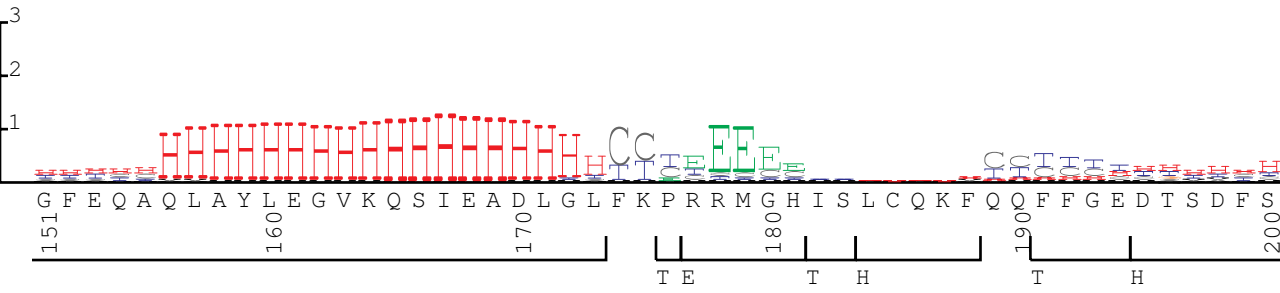 3
2
1
G F E Q A Q L A Y L E G V K Q S I E A D L G L F K P R R M G H I S L C Q K F Q Q F F G E D T S D F S
151 160 170 180 190 200
T E T H T H